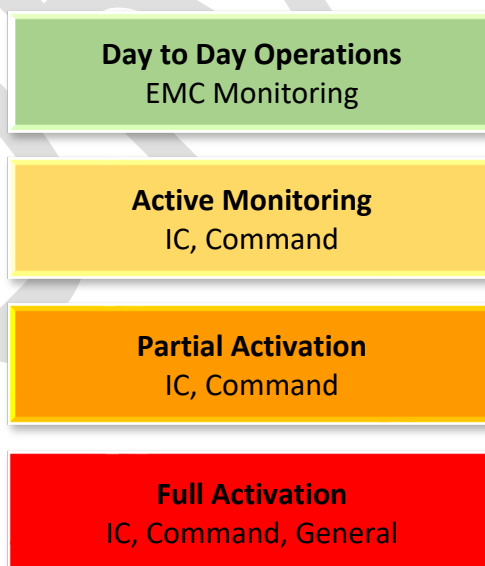 Day to Day Operations
EMC Monitoring
Active Monitoring
IC, Command
Partial Activation
IC, Command
Full Activation
IC, Command, General